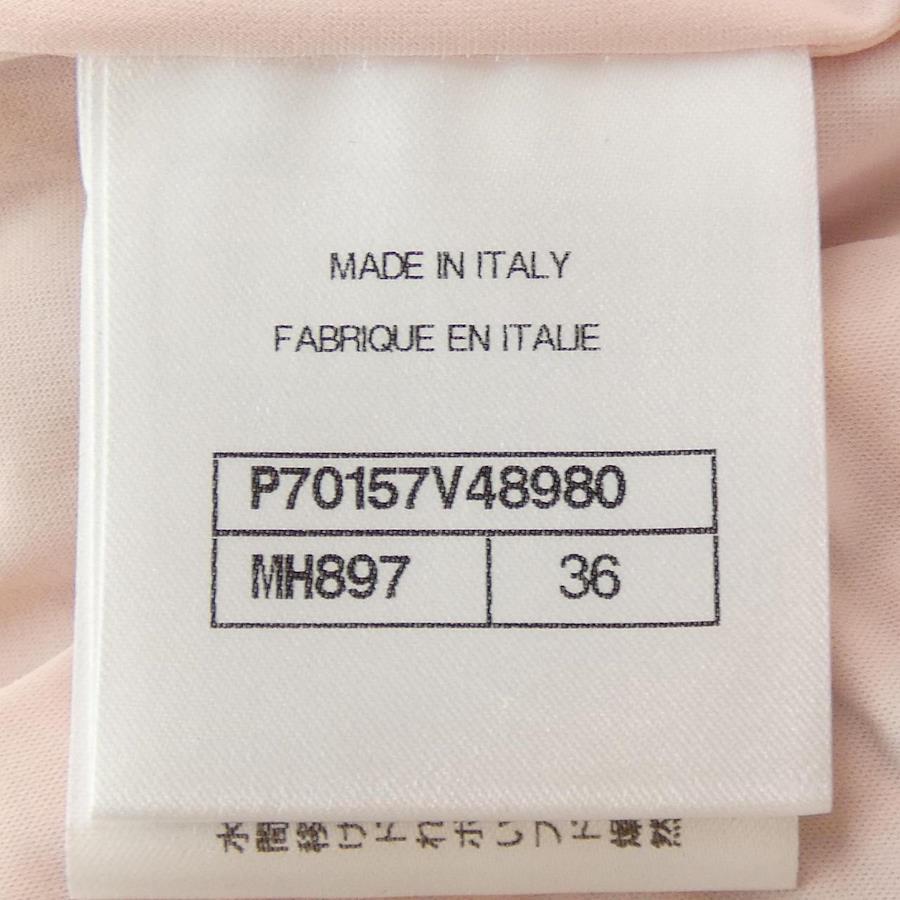 MADE IN ITALY
FABRIQUE EN ITALIE
P70157V48980
MH897 36